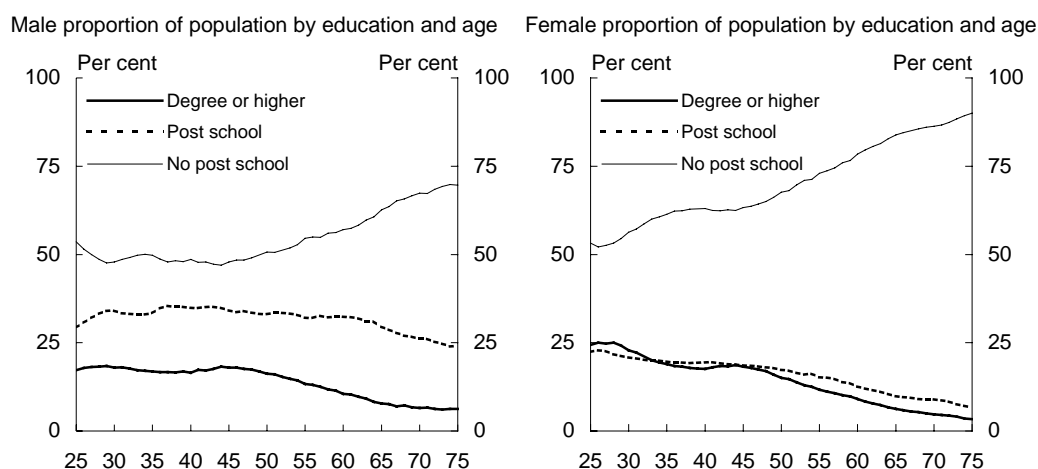 Male proportion of population by education and age
Per cent Per cent
100 100
Degree or higher
Post school
75 75
No post school
50 50
25 25
0 0
25 30 35 40 45 50 55 60 65 70 75
Female proportion of population by education and age
Per cent Per cent
100 100
Degree or higher
Post school
75 75
No post school
50 50
25 25
0 0
25 30 35 40 45 50 55 60 65 70 75